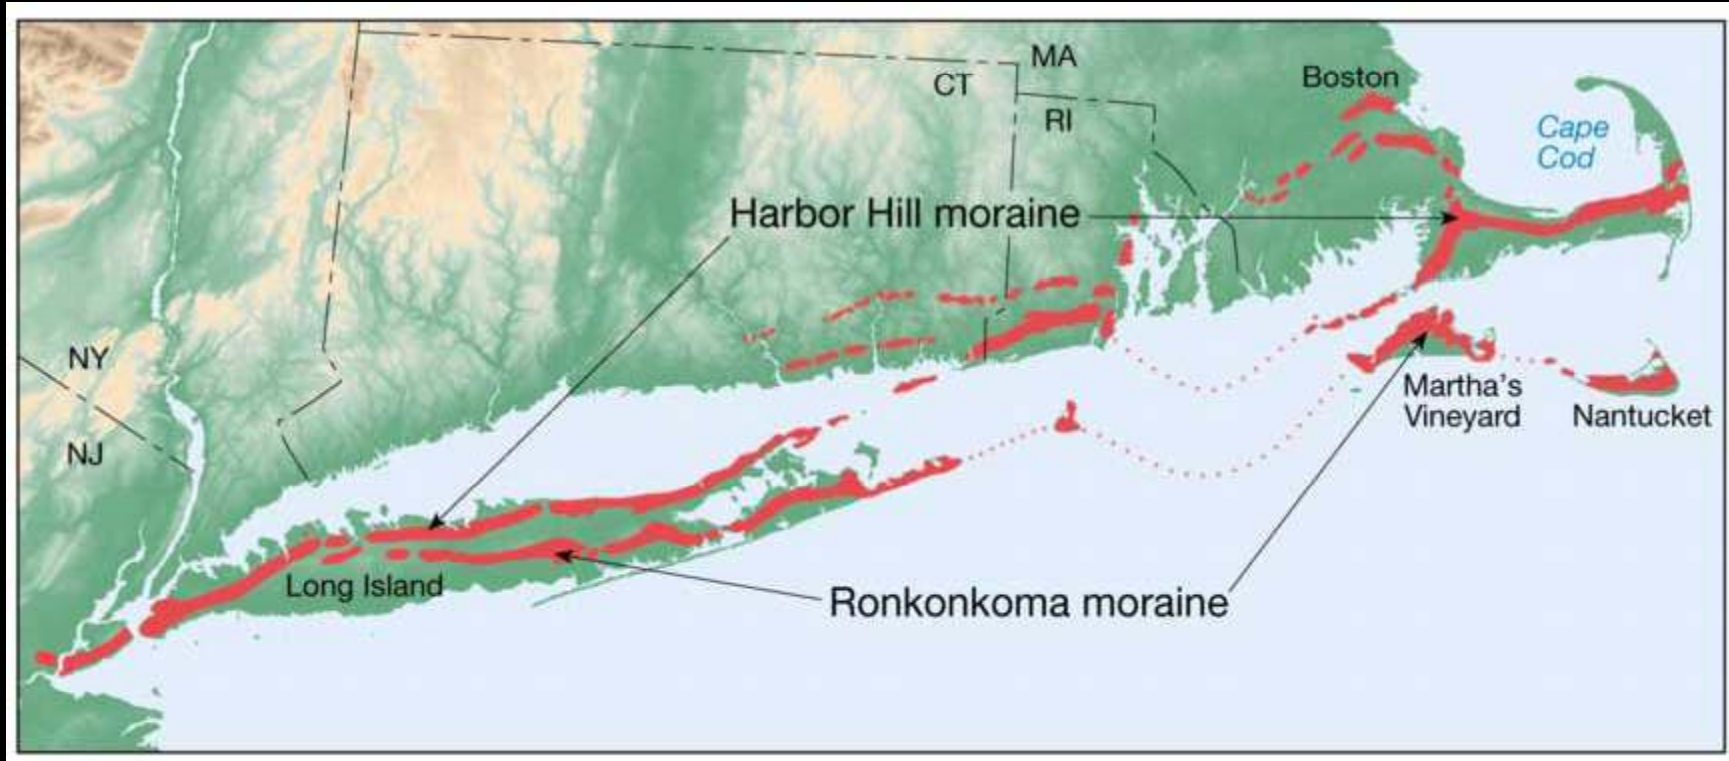 MA
Boston
CT
RI
Cape
Cod
Harbor Hill moraine
NY
Martha's
Vineyard
Nantucket
NJ
Long Island
Ronkonkoma moraine